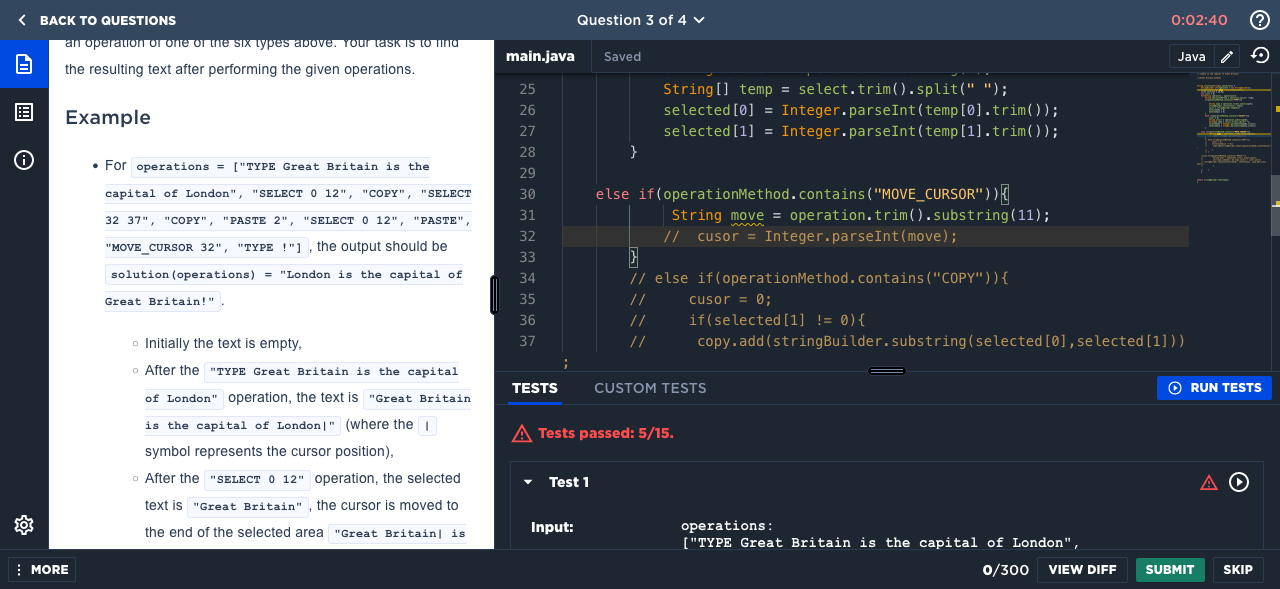 BACK TO QUESTIONS
Question 3 of 4
0:02:40
an operation of one of the six types above. Your task is to find
the resulting text after performing the given operations.
Example
For operations = ["TYPE Great Britain is the
capital of London", "SELECT 0 12", "COPY", "SELECT
32 37", "COPY", "PASTE 2", "SELECT 0 12", "PASTE",
"MOVE_CURSOR 32", "TYPE !"], the output should be
solution(operations) = "London is the capital of
Great Britain!".
Initially the text is empty,
After the "TYPE Great Britain is the capital
of London" operation, the text is "Great Britain
is the capital of London|" (where the |
symbol represents the cursor position),
After the "SELECT 0 12" operation, the selected
text is "Great Britain", the cursor is moved to
the end of the selected area "Great Britain| is
main.java
Saved
Java
25 String[] temp = select.trim().split(" ");
26 selected[0] = Integer.parseInt(temp[0].trim());
27 selected[1] = Integer.parseInt(temp[1].trim());
28 }
29
30 else if(operationMethod.contains("MOVE_CURSOR")){
31 String move = operation.trim().substring(11);
32 // cusor = Integer.parseInt(move);
33 }
34 // else if(operationMethod.contains("COPY")){
35 // cusor = 0;
36 // if(selected[1] != 0){
37 // copy.add(stringBuilder.substring(selected[0],selected[1]))
;
TESTS
CUSTOM TESTS
RUN TESTS
Tests passed: 5/15.
Test 1
Input:
operations:
["TYPE Great Britain is the capital of London",
MORE
0/300
VIEW DIFF
SUBMIT
SKIP